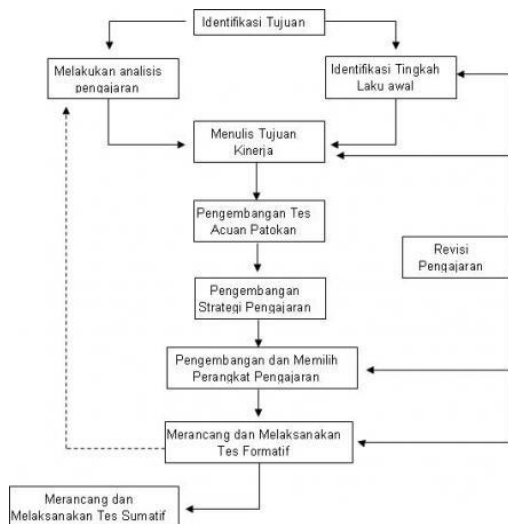 Identifikasi Tujuan
Melakukan analisis
pengajaran
Identifikasi Tingkah
Laku awal
Menulis Tujuan
Kinerja
Pengembangan Tes
Acuan Patokan
Revisi
Pengajaran
Pengembangan
Strategi Pengajaran
Pengembangan dan Memilih
Perangkat Pengajaran
Merancang dan Melaksanakan
Tes Formatif
Merancang dan
Melaksanakan Tes Sumatif